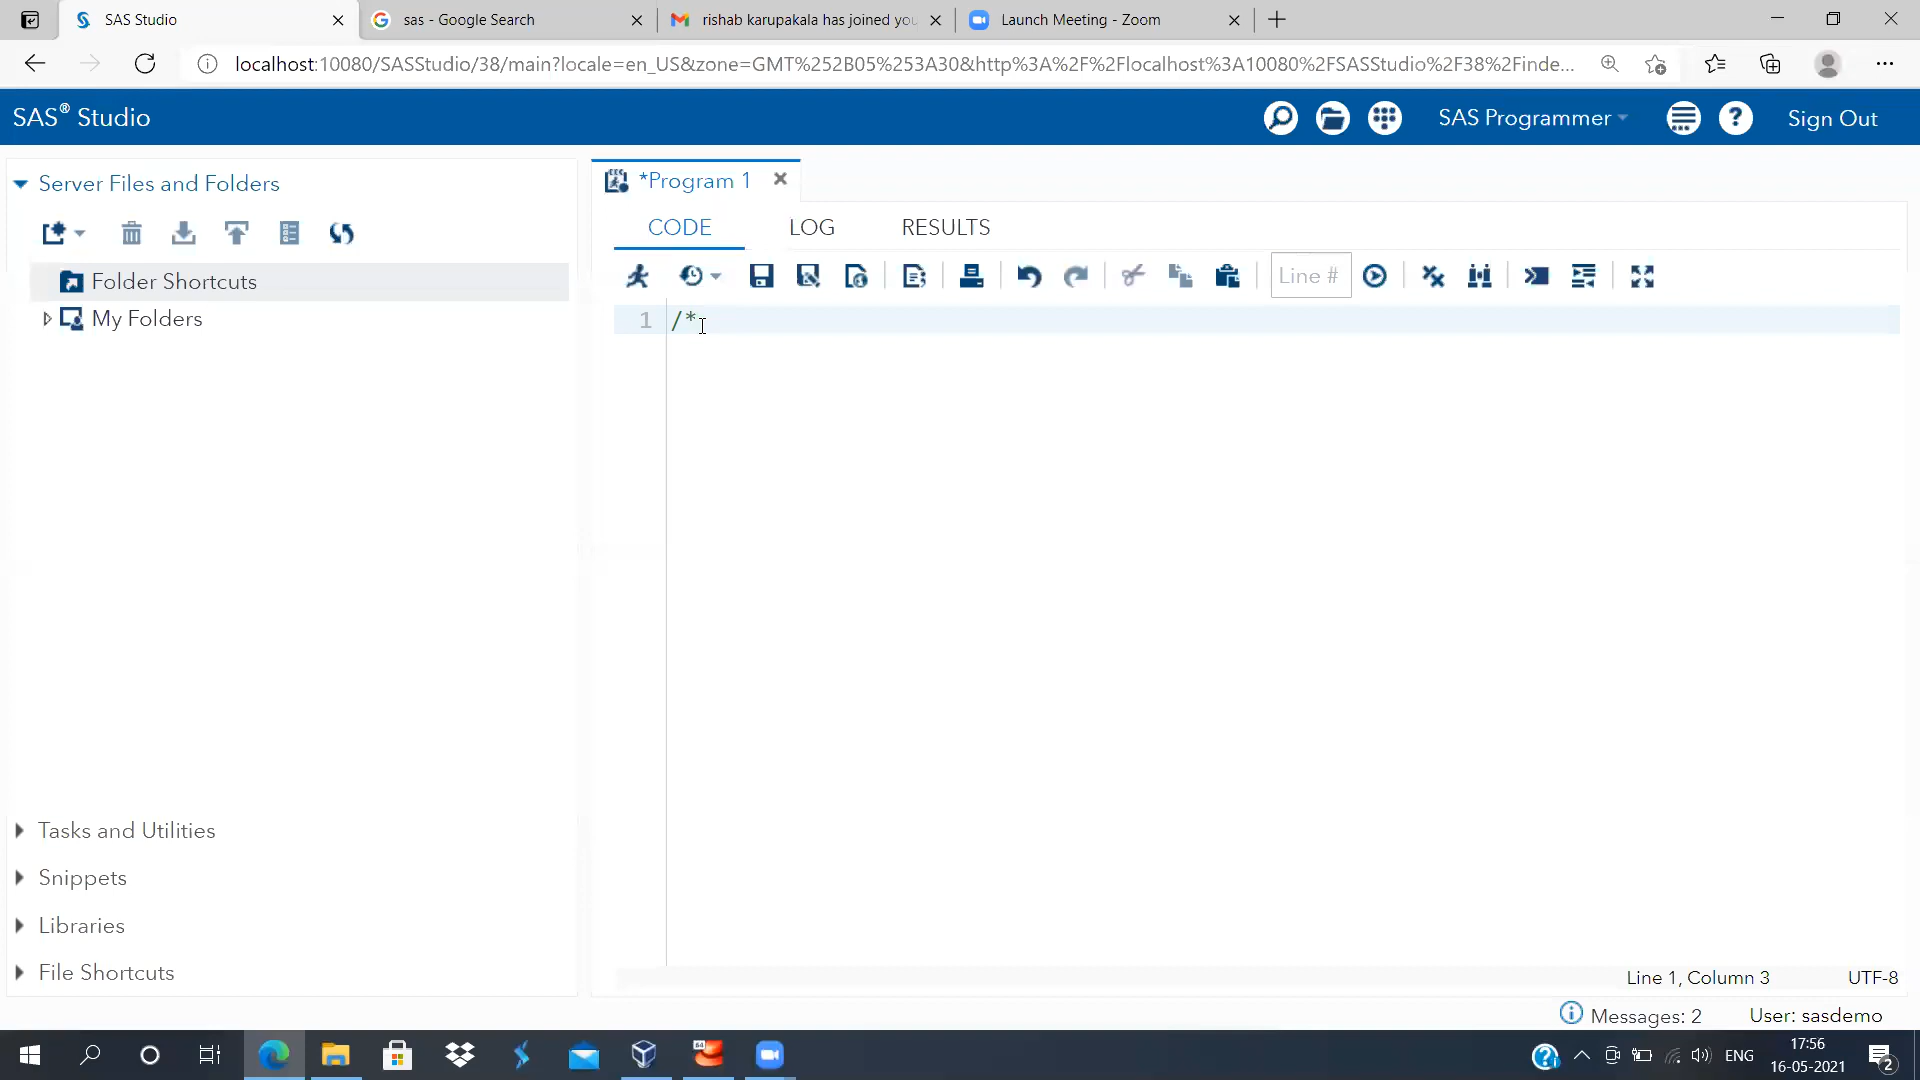 SAS Studio
sas - Google Search
rishab karupakala has joined you
Launch Meeting - Zoom
localhost:10080/SASStudio/38/main?locale=en_US&zone=GMT%252B05%253A30&http%3A%2F%2Flocalhost%3A10080%2FSASStudio%2F38%2Finde...
SAS® Studio
SAS Programmer
Sign Out
Server Files and Folders
Folder Shortcuts
My Folders
Tasks and Utilities
Snippets
Libraries
File Shortcuts
*Program 1
CODE LOG RESULTS
Line #
1 /*
Line 1, Column 3 UTF-8
Messages: 2 User: sasdemo
64
ENG
17:56
16-05-2021
2